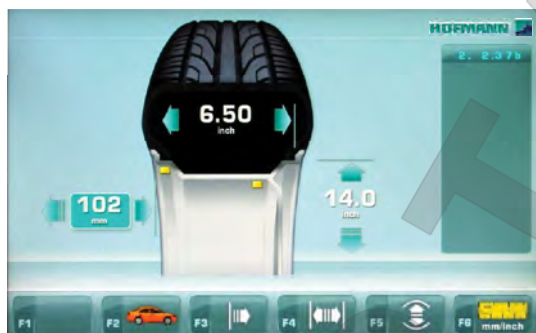 HOFMANN
2. 2.37b
6.50
inch
102
mm
14.0
inch
F1
F2
F3
F4
F5
F6
mm/inch